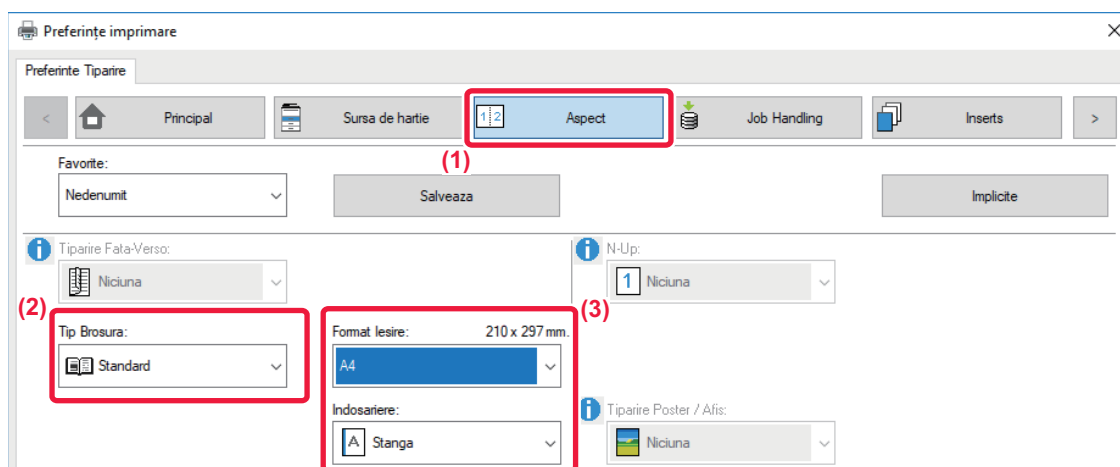 Preferințe imprimare
Preferinte Tiparire
< Principal Sursa de hartie 1 2 Aspect Job Handling Inserts >
(1)
Favorite:
Nedenumit Salveaza Implicite
i Tiparire Fata-Verso: i N-Up:
Niciuna 1 Niciuna
(2) (3)
Tip Brosura: Format Iesire: 210 x 297 mm.
Standard A4
Indosariere: i Tiparire Poster / Afis:
A Stanga Niciuna